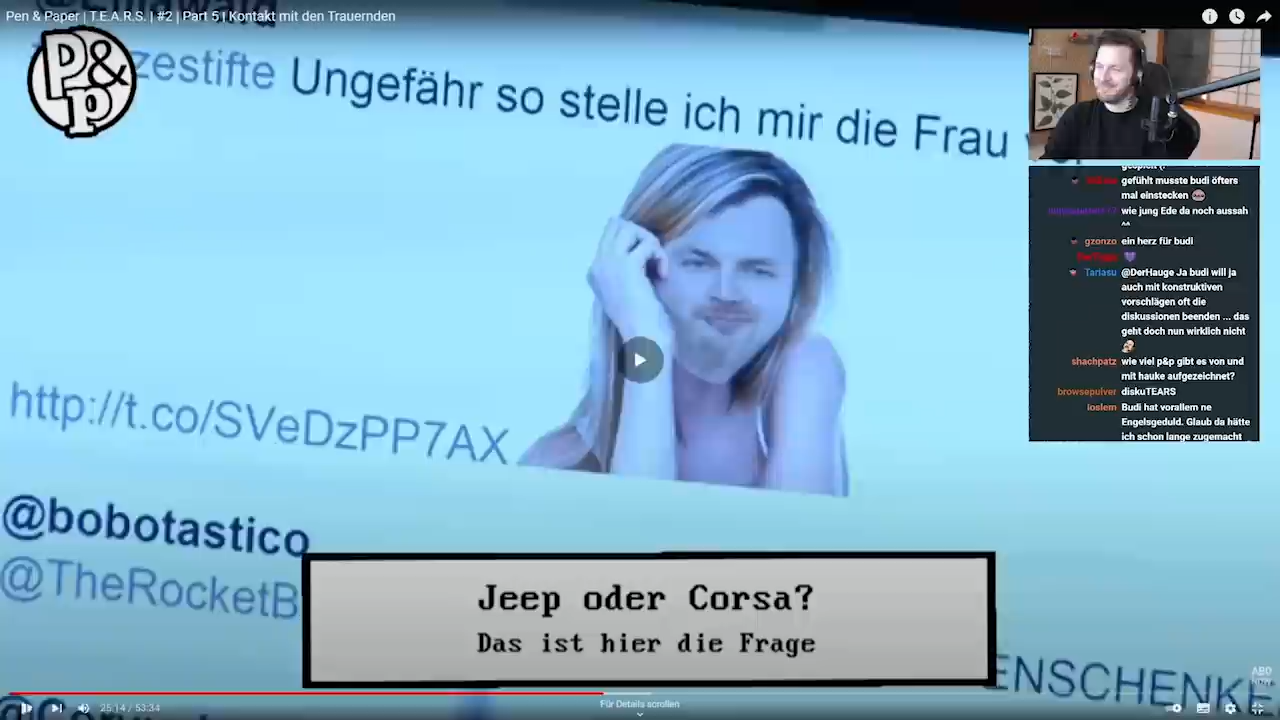 Pen & Paper | T.E.A.R.S. | #2 | Part 5 | Kontakt mit den Trauernden
P&P
zestifte Ungefähr so stelle ich mir die Frau
http://t.co/SVeDzPP7AX
@bobotastico
@TheRocketB
ENSCHENKE
Jeep oder Corsa?
Das ist hier die Frage
gefühlt musste budi öfters
mal einstecken
wie jung Ede da noch aussah
^^
gzonzo ein herz für budi
Tariasu @DerHauge Ja budi will ja
auch mit konstruktiven
vorschlägen oft die
diskussionen beenden ... das
geht doch nun wirklich nicht
shachpatz wie viel p&p gibt es von und
mit hauke aufgezeichnet?
browsepulver diskuTEARS
loslem Budi hat vorallem ne
Engelsgeduld. Glaub da hätte
ich schon lange zugemacht
ABO
25:14 / 53:34
Für Details scrollen